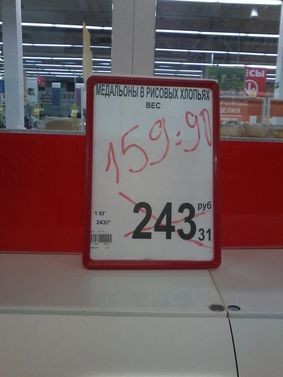 МЕДАЛЬОНЫ В РИСОВЫХ ХЛОПЬЯХ
ВЕС
159=90
1 КГ
243 руб
31